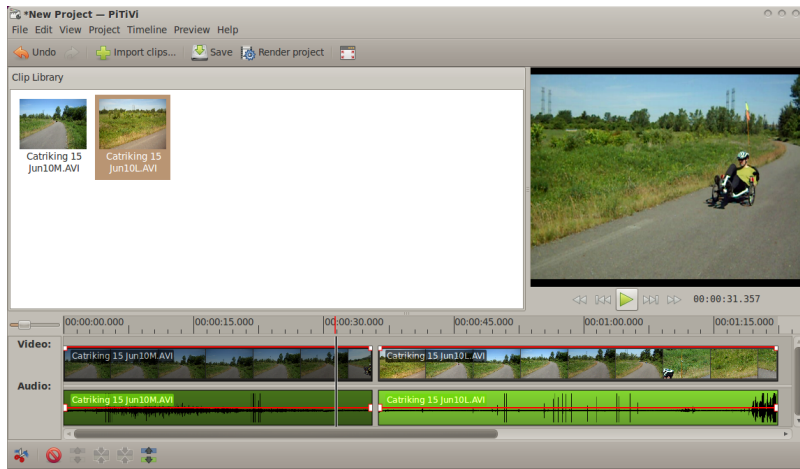 *New Project — PiTiVi
File Edit View Project Timeline Preview Help
Undo Import clips... Save Render project
Clip Library
Catriking 15 Jun10M.AVI
Catriking 15 Jun10L.AVI
00:00:31.357
00:00:00.000 00:00:15.000 00:00:30.000 00:00:45.000 00:01:00.000 00:01:15.000
Video:
Catriking 15 Jun10M.AVI Catriking 15 Jun10L.AVI
Audio:
Catriking 15 Jun10M.AVI Catriking 15 Jun10L.AVI